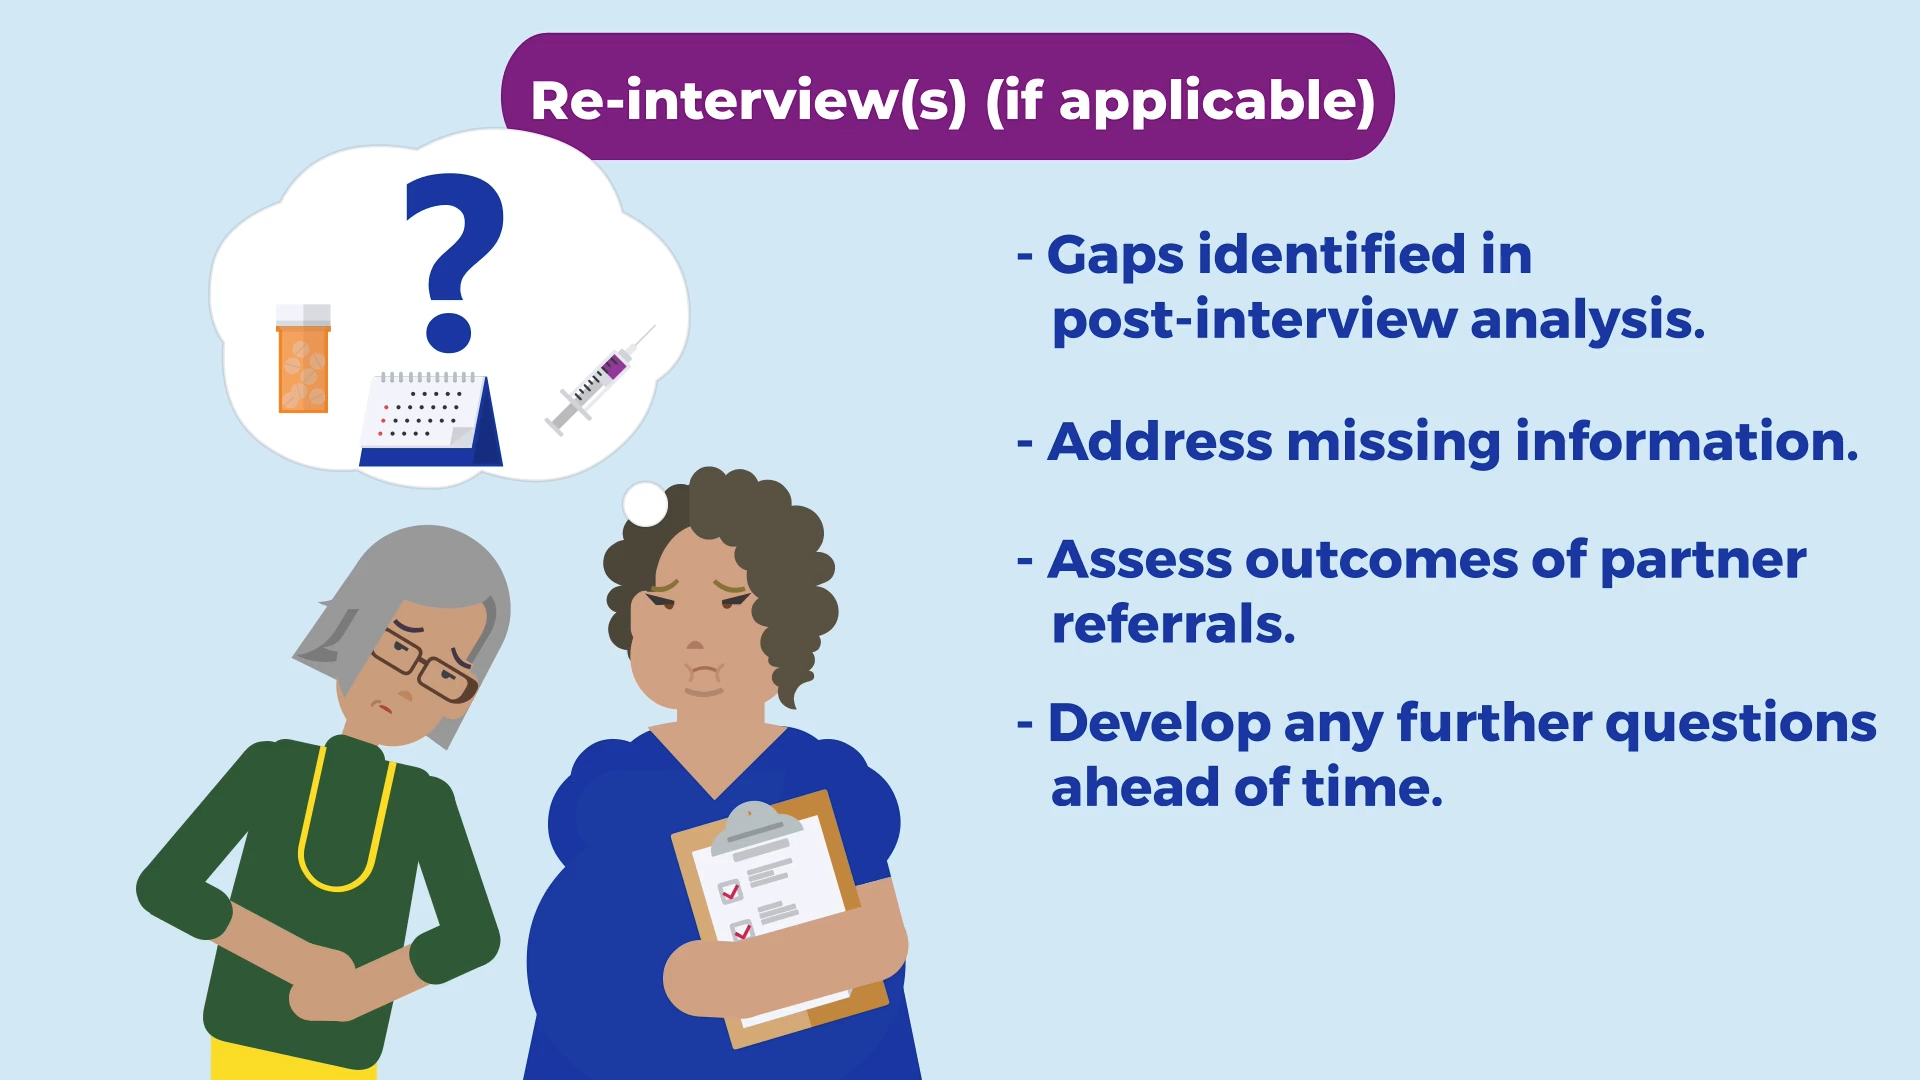 Re-interview(s) (if applicable)
?
- Gaps identified in
post-interview analysis.
- Address missing information.
- Assess outcomes of partner
referrals.
- Develop any further questions
ahead of time.